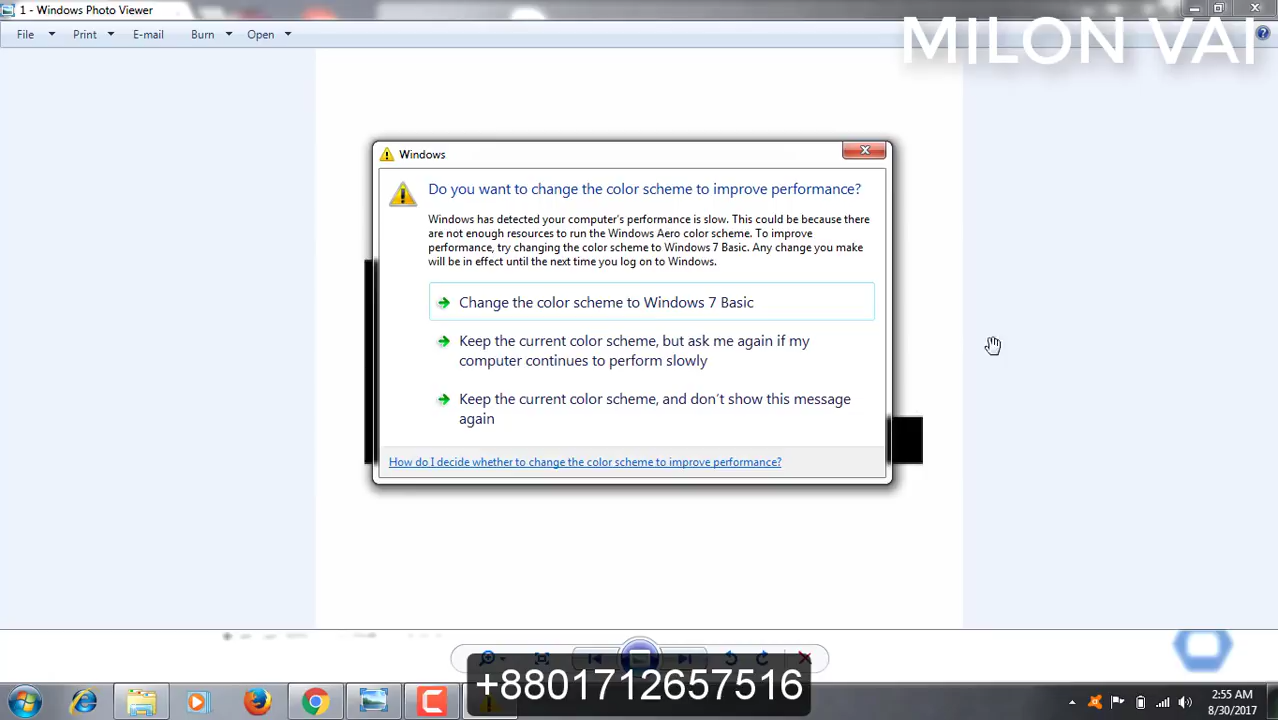 1 - Windows Photo Viewer
File Print E-mail Burn Open
MILON VAI
Windows
Do you want to change the color scheme to improve performance?
Windows has detected your computer's performance is slow. This could be because there
are not enough resources to run the Windows Aero color scheme. To improve
performance, try changing the color scheme to Windows 7 Basic. Any change you make
will be in effect until the next time you log on to Windows.
Change the color scheme to Windows 7 Basic
Keep the current color scheme, but ask me again if my
computer continues to perform slowly
Keep the current color scheme, and don't show this message
again
How do I decide whether to change the color scheme to improve performance?
+8801712657516
2:55 AM
8/30/2017